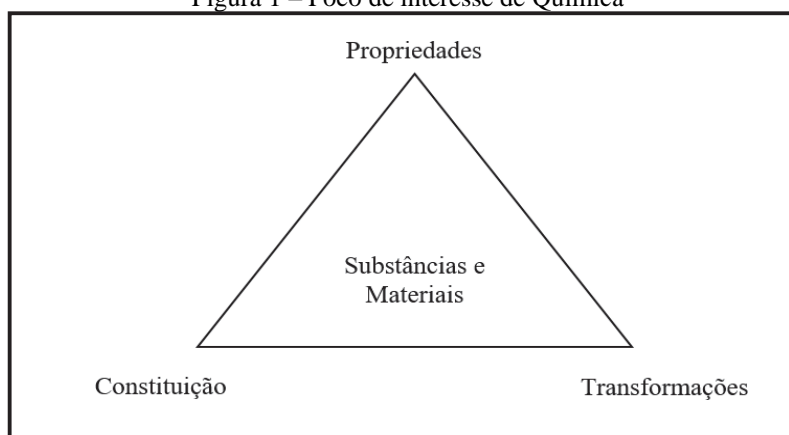 Figura 1 – Foco de interesse de Química
Propriedades
Substâncias e
Materiais
Constituição
Transformações